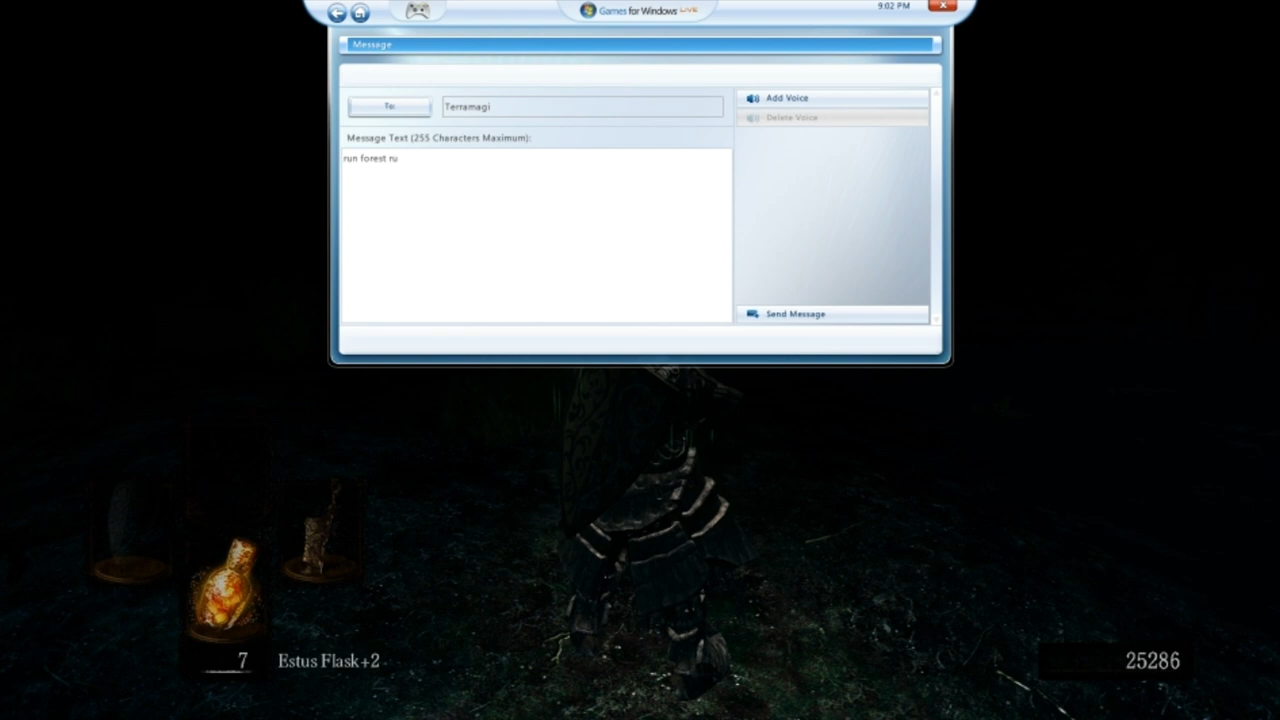 Games for Windows LIVE
9:02 PM
Message
To:
Terramagi
Add Voice
Delete Voice
Message Text (255 Characters Maximum):
run forest ru
Send Message
7
Estus Flask+2
25286